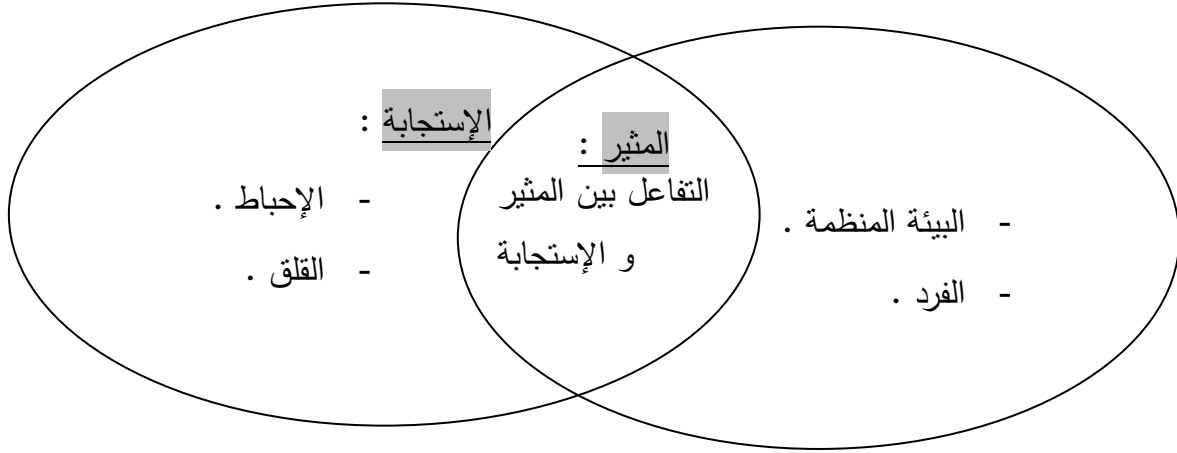 الإستجابة :
- الإحباط .
- القلق .
المثير :
التفاعل بين المثير
و الإستجابة
- البيئة المنظمة .
- الفرد .